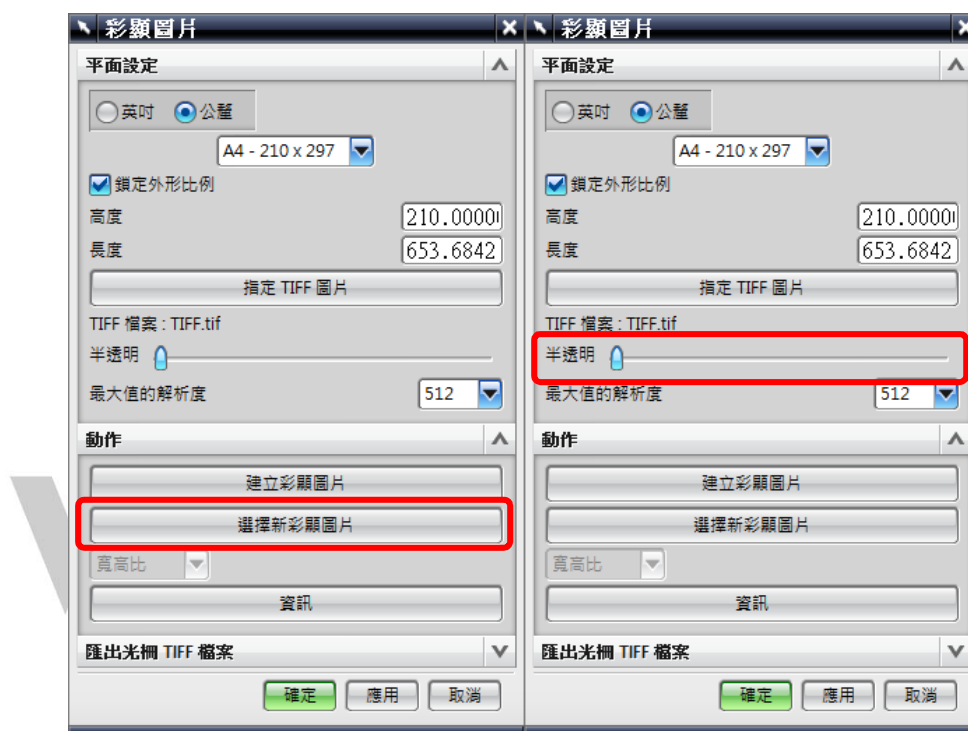 彩顯圖片
平面設定
英吋 公釐
A4 - 210 x 297
鎖定外形比例
高度 210.0000
長度 653.6842
指定 TIFF 圖片
TIFF 檔案 : TIFF.tif
半透明
最大值的解析度 512
動作
建立彩顯圖片
選擇新彩顯圖片
寬高比
資訊
匯出光柵 TIFF 檔案
確定 應用 取消
彩顯圖片
平面設定
英吋 公釐
A4 - 210 x 297
鎖定外形比例
高度 210.0000
長度 653.6842
指定 TIFF 圖片
TIFF 檔案 : TIFF.tif
半透明
最大值的解析度 512
動作
建立彩顯圖片
選擇新彩顯圖片
寬高比
資訊
匯出光柵 TIFF 檔案
確定 應用 取消